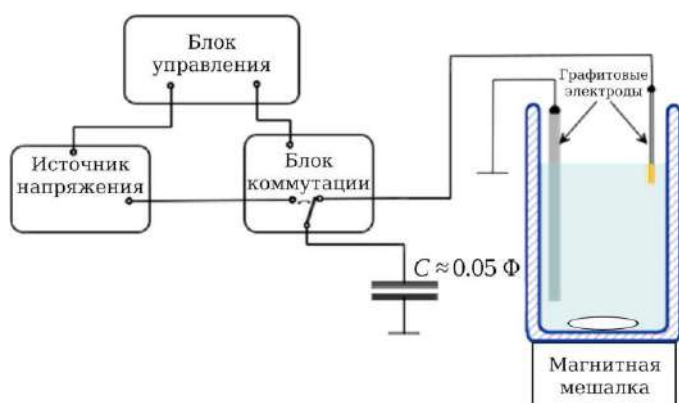 Блок
управления
Источник
напряжения
Блок
коммутации
C ≈ 0.05 Ф
Графитовые
электроды
Магнитная
мешалка